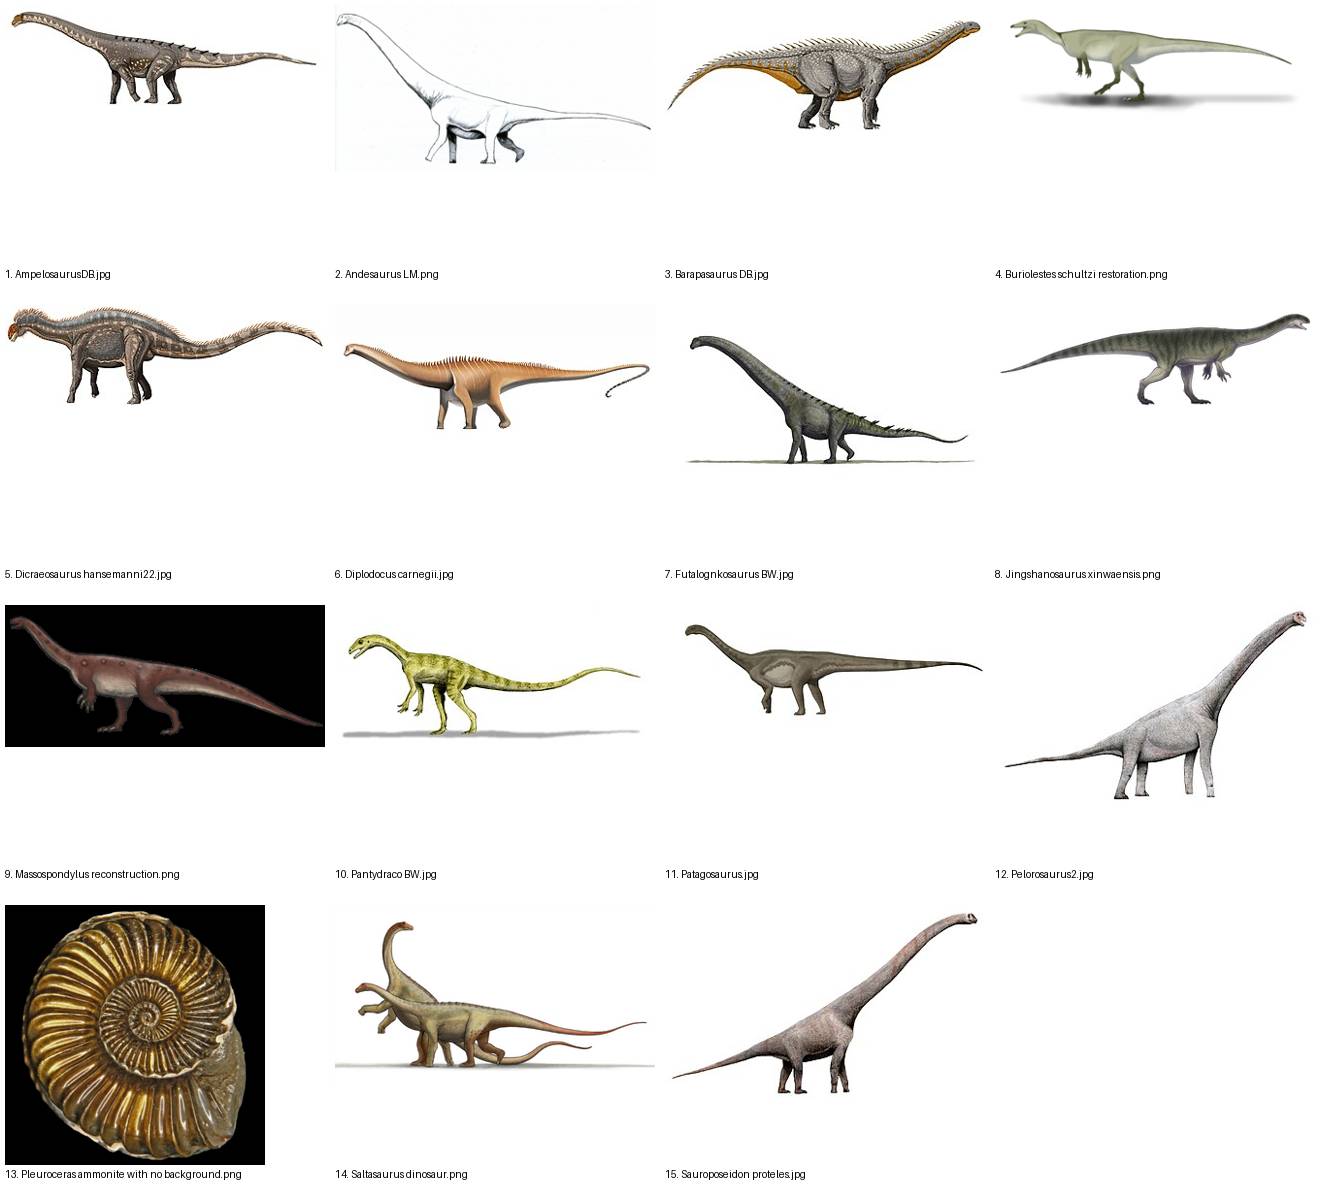 1. AmpelosaurusDB.jpg
2. Andesaurus LM.png
3. Barapasaurus DB.jpg
4. Buriolestes schultzi restoration.png
5. Dicraeosaurus hansemanni22.jpg
6. Diplodocus carnegii.jpg
7. Futalognkosaurus BW.jpg
8. Jingshanosaurus xinwaensis.png
9. Massospondylus reconstruction.png
10. Pantydraco BW.jpg
11. Patagosaurus.jpg
12. Pelorosaurus2.jpg
13. Pleuroceras ammonite with no background.png
14. Saltasaurus dinosaur.png
15. Sauroposeidon proteles.jpg